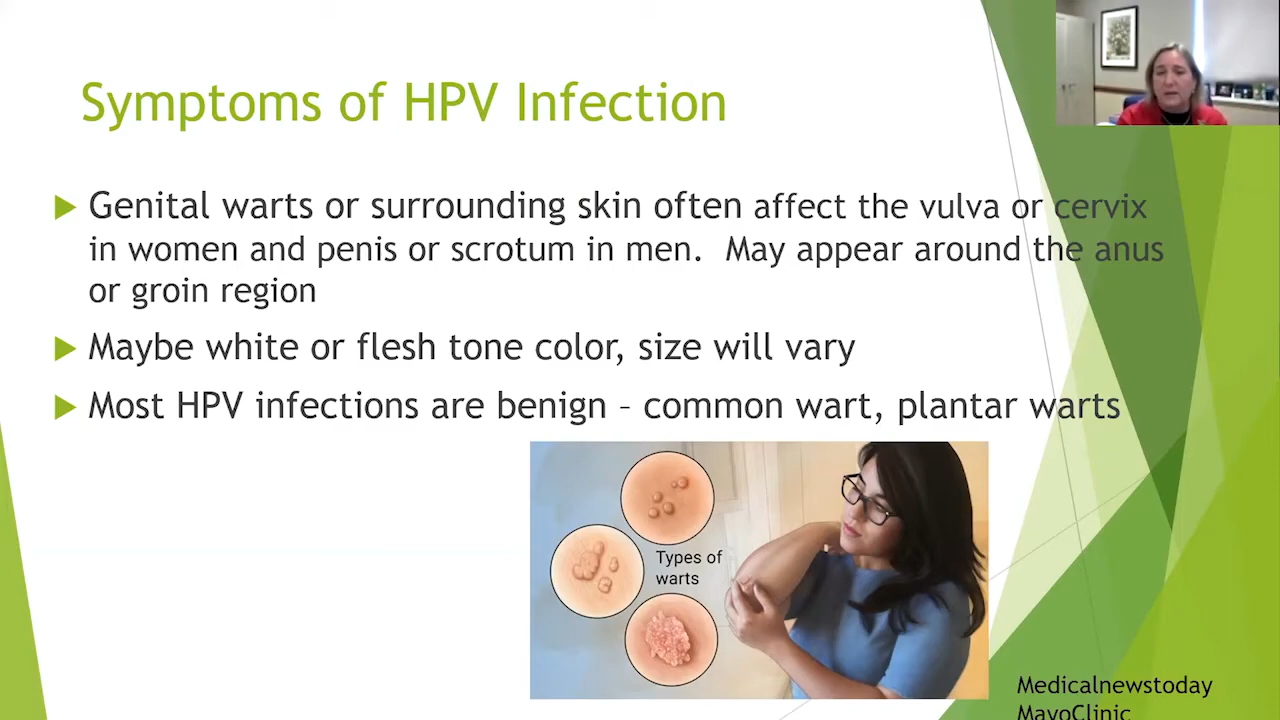 Symptoms of HPV Infection
Genital warts or surrounding skin often affect the vulva or cervix
in women and penis or scrotum in men. May appear around the anus
or groin region
Maybe white or flesh tone color, size will vary
Most HPV infections are benign – common wart, plantar warts
Types of
warts
Medicalnewstoday
MayoClinic